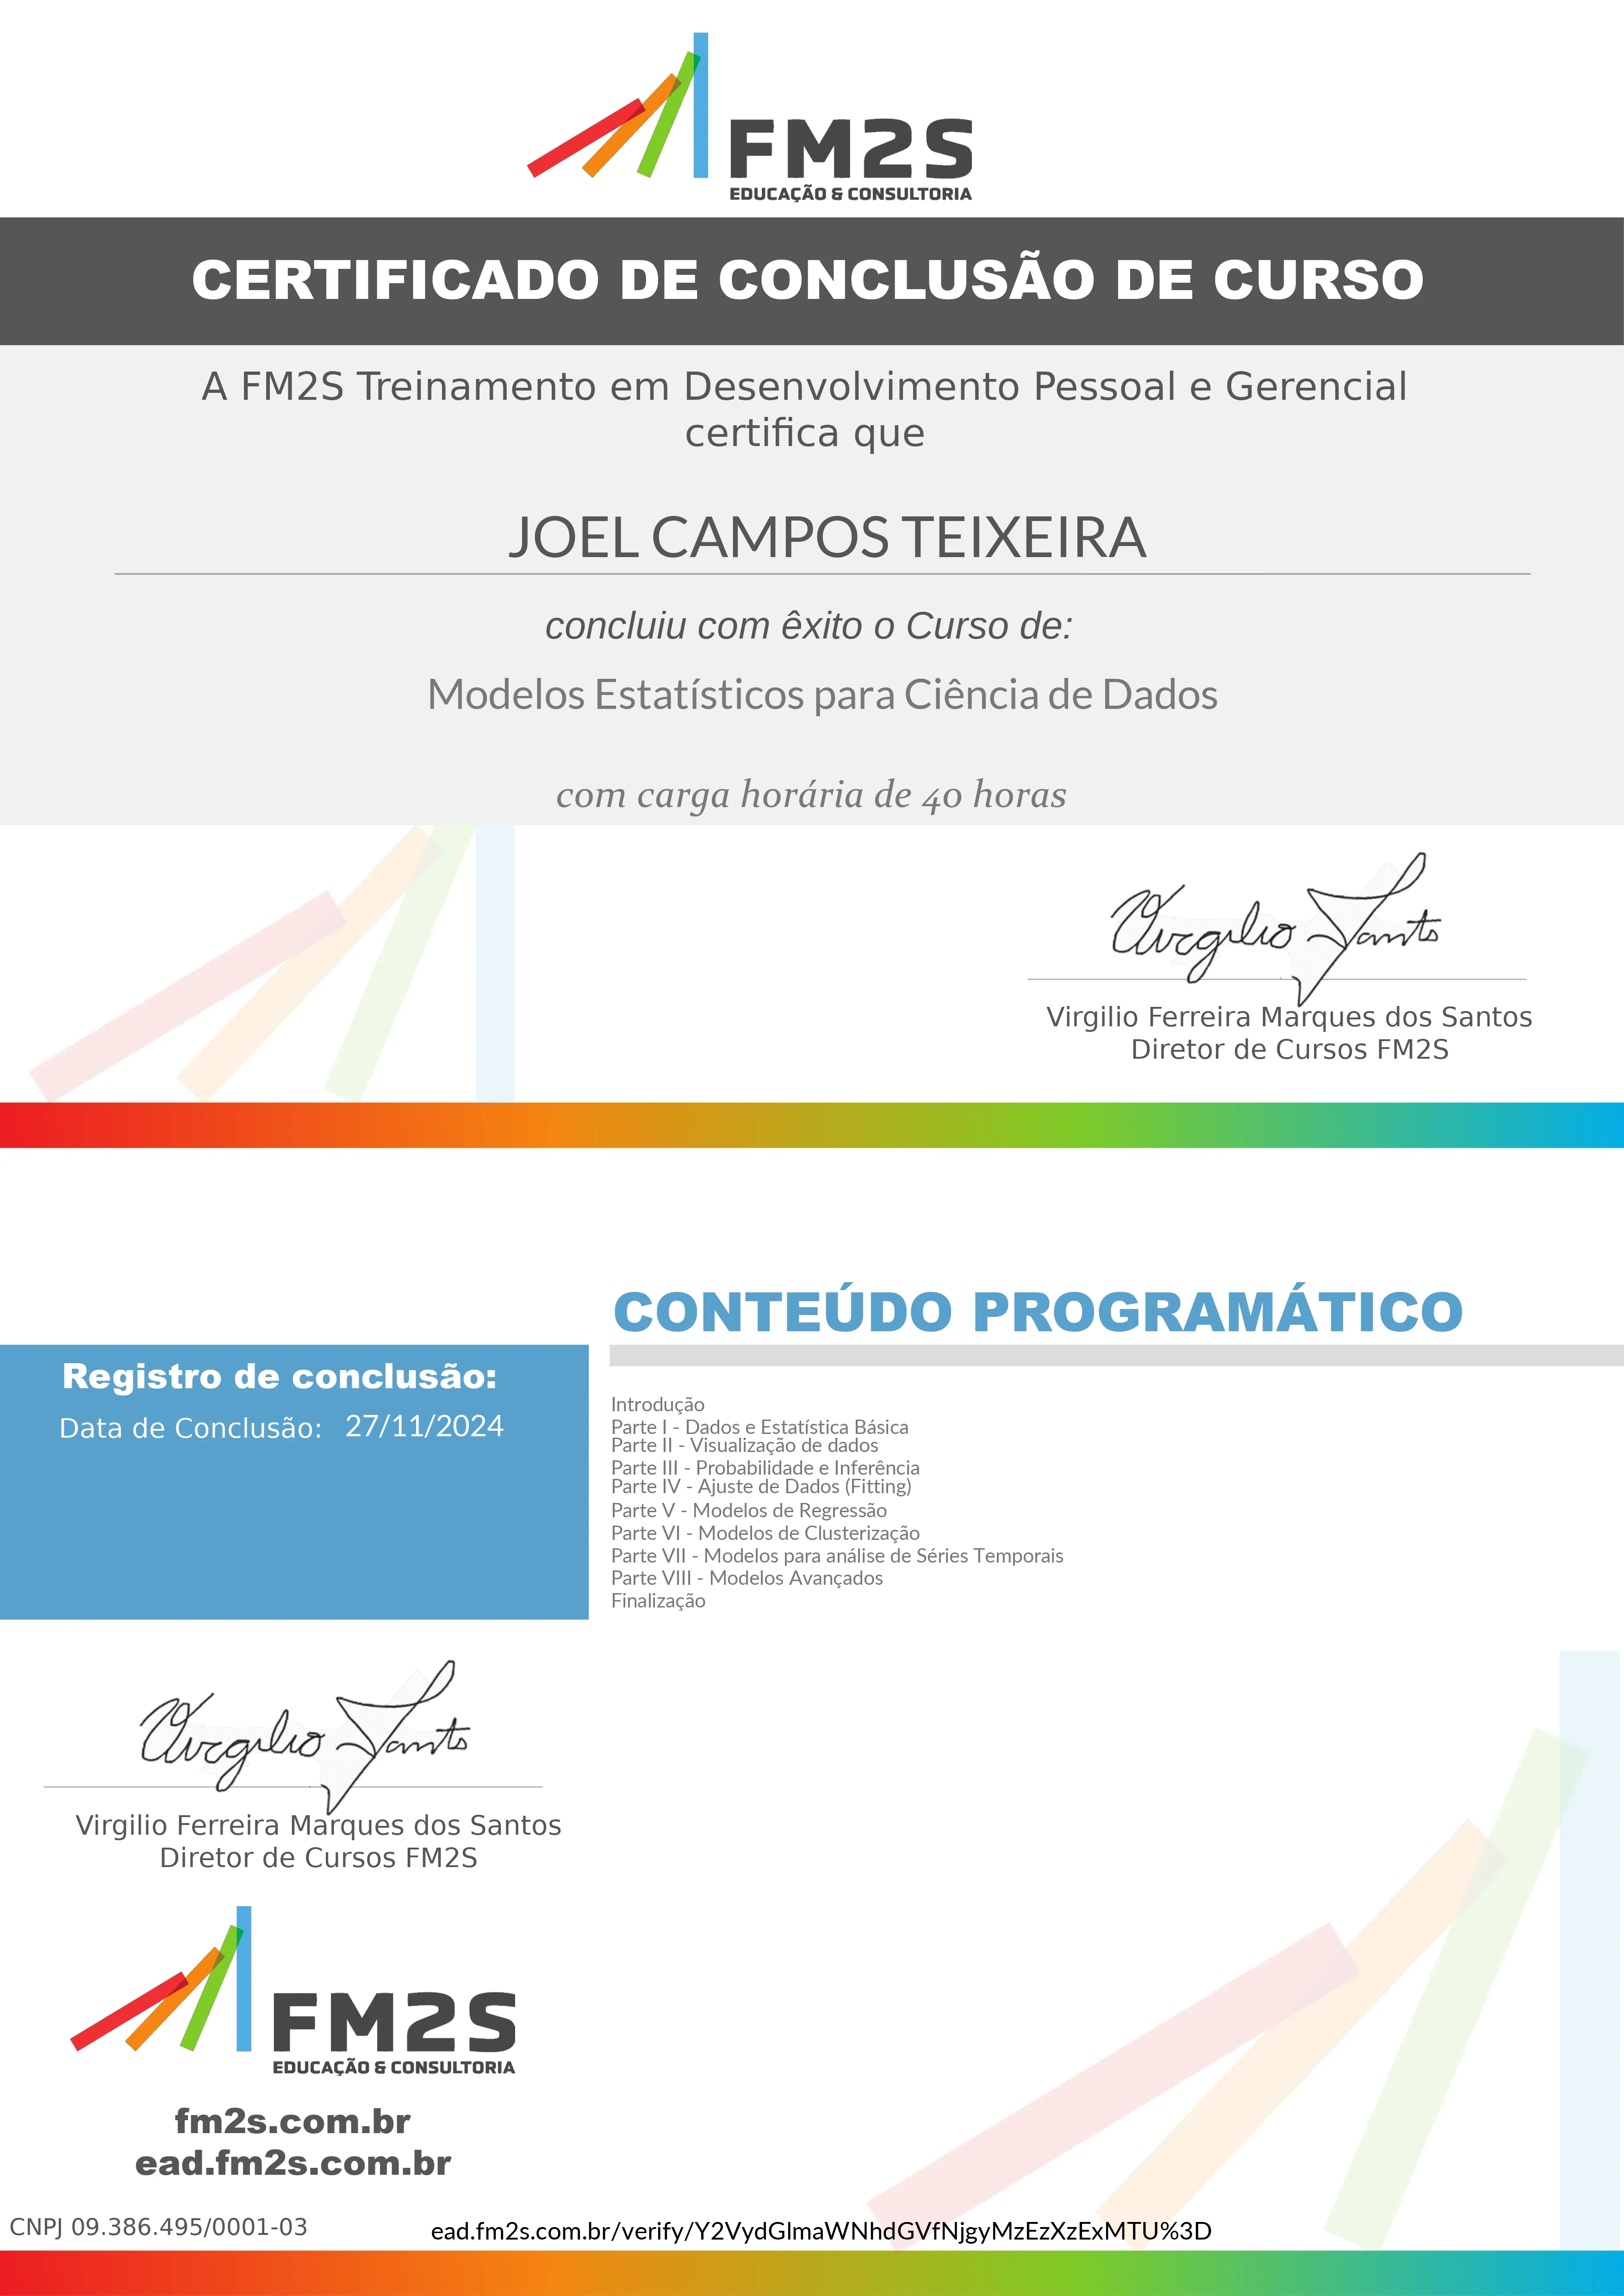 FM2S
EDUCAÇÃO & CONSULTORIA
CERTIFICADO DE CONCLUSÃO DE CURSO
A FM2S Treinamento em Desenvolvimento Pessoal e Gerencial
certifica que
JOEL CAMPOS TEIXEIRA
concluiu com êxito o Curso de:
Modelos Estatísticos para Ciência de Dados
com carga horária de 40 horas
Virgilio Santos
Virgilio Ferreira Marques dos Santos
Diretor de Cursos FM2S
CONTEÚDO PROGRAMÁTICO
Registro de conclusão:
Data de Conclusão: 27/11/2024
Introdução
Parte I - Dados e Estatística Básica
Parte II - Visualização de dados
Parte III - Probabilidade e Inferência
Parte IV - Ajuste de Dados (Fitting)
Parte V - Modelos de Regressão
Parte VI - Modelos de Clusterização
Parte VII - Modelos para análise de Séries Temporais
Parte VIII - Modelos Avançados
Finalização
Virgilio Santos
Virgilio Ferreira Marques dos Santos
Diretor de Cursos FM2S
FM2S
EDUCAÇÃO & CONSULTORIA
fm2s.com.br
ead.fm2s.com.br
CNPJ 09.386.495/0001-03
ead.fm2s.com.br/verify/Y2VydGlmaWNhdGVfNjgyMzEzXzExMTU%3D